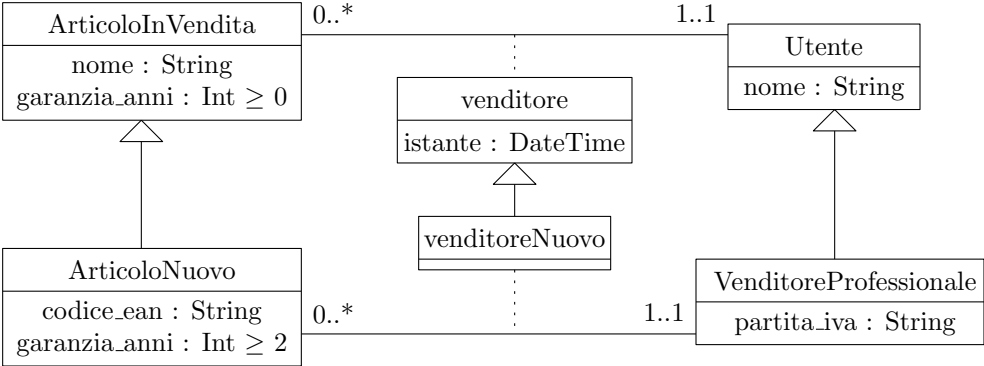 ArticoloInVendita
nome : String
garanzia_anni : Int ≥ 0
0..*
1..1
Utente
nome : String
venditore
istante : DateTime
venditoreNuovo
ArticoloNuovo
codice_ean : String
garanzia_anni : Int ≥ 2
0..*
1..1
VenditoreProfessionale
partita_iva : String